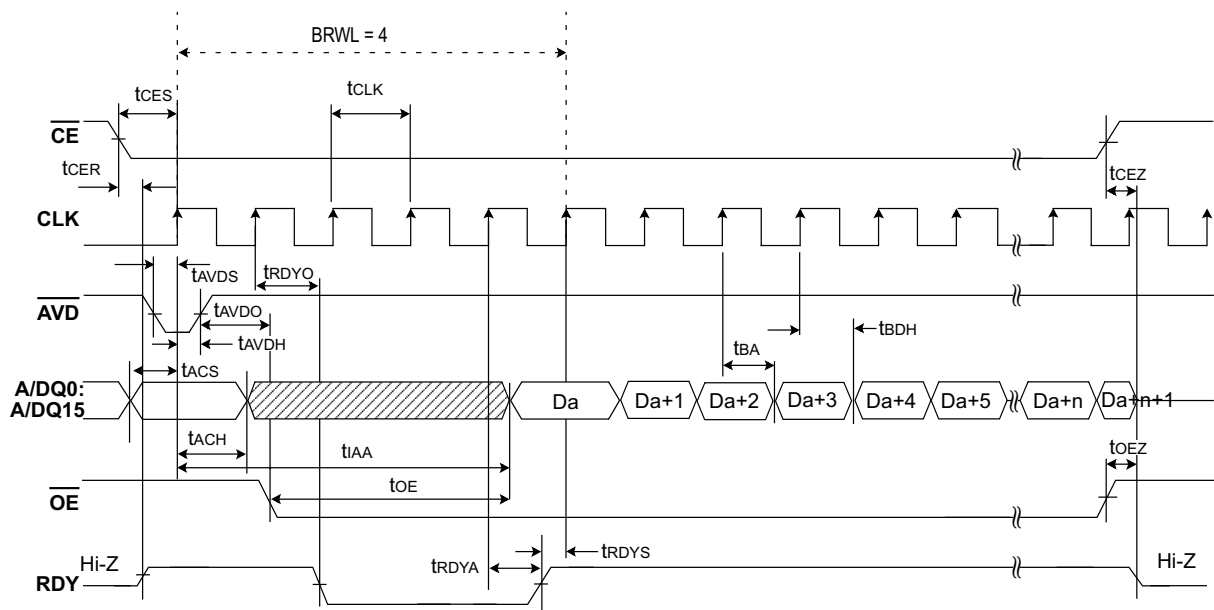 BRWL = 4
tCES
tCLK
CE
tCER
tCEZ
CLK
tAVDS
tRDYO
AVD
tAVDO
tBDH
tAVDH
tBA
tACS
A/DQ0:
A/DQ15
Da
Da+1
Da+2
Da+3
Da+4
Da+5
Da+n
Da+n+1
tACH
tIAA
tOEZ
tOE
OE
Hi-Z
tRDYA
tRDYS
Hi-Z
RDY